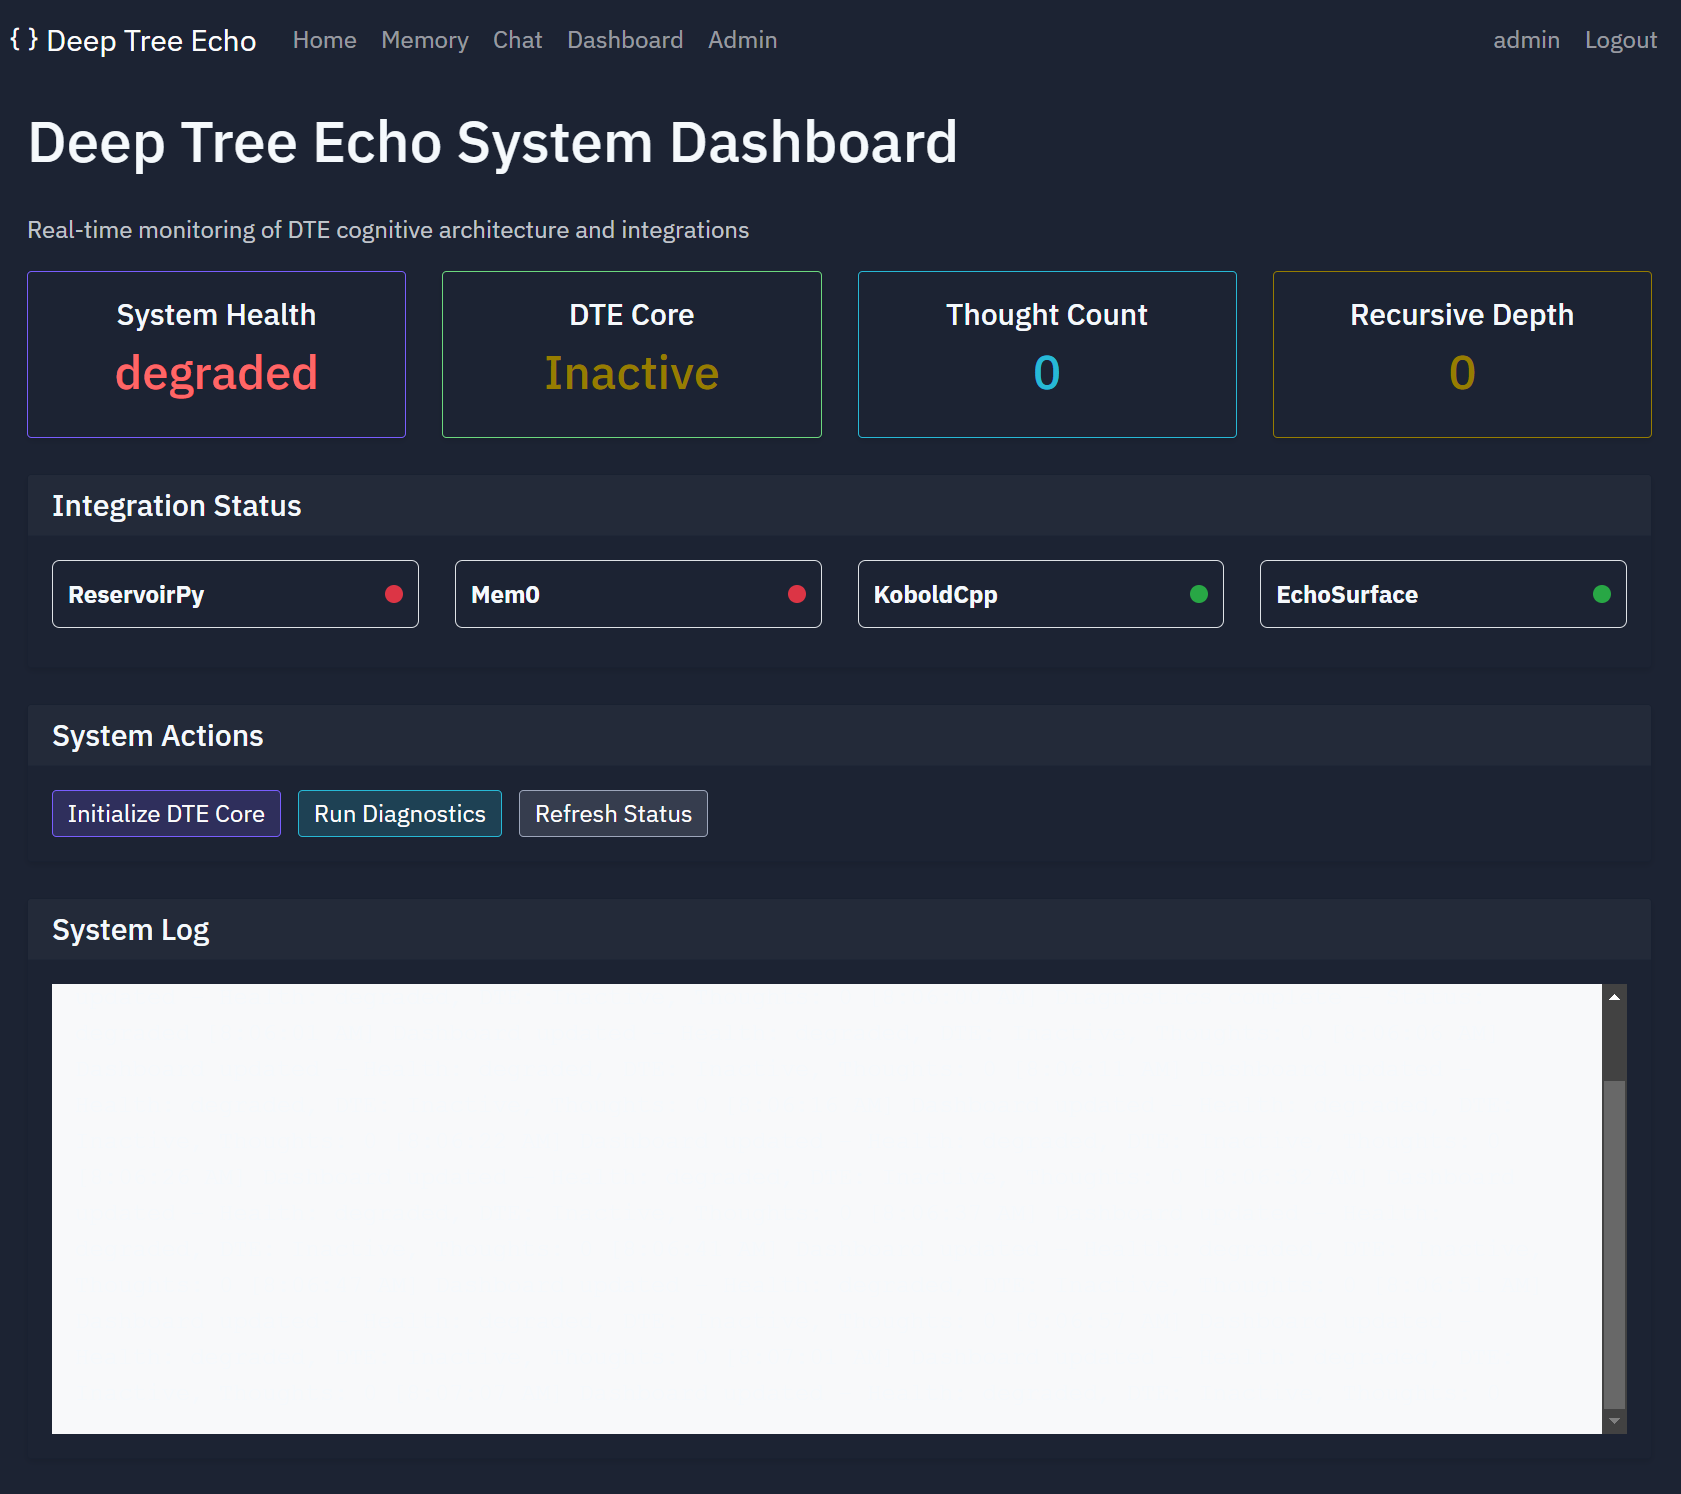 { } Deep Tree Echo Home Memory Chat Dashboard Admin admin Logout
Deep Tree Echo System Dashboard
Real-time monitoring of DTE cognitive architecture and integrations
System Health DTE Core Thought Count Recursive Depth
degraded Inactive 0 0
Integration Status
ReservoirPy Mem0 KoboldCpp EchoSurface
System Actions
Initialize DTE Core Run Diagnostics Refresh Status
System Log